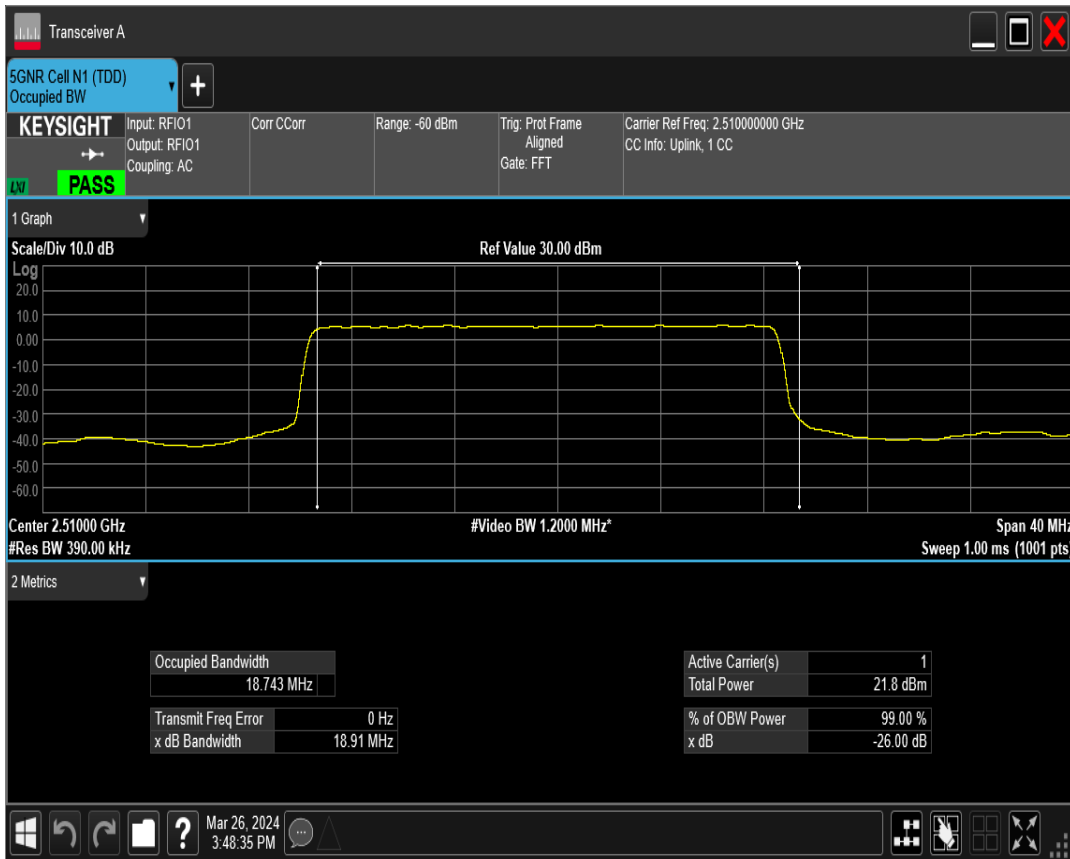 Transceiver A
5GNR Cell N1 (TDD)
Occupied BW
+
KEYSIGHT
LXI
PASS
Input: RFIO1
Output: RFIO1
Coupling: AC
Corr CCorr
Range: -60 dBm
Trig: Prot Frame
Aligned
Gate: FFT
Carrier Ref Freq: 2.510000000 GHz
CC Info: Uplink, 1 CC
1 Graph
Scale/Div 10.0 dB
Ref Value 30.00 dBm
Log
20.0
10.0
0.00
-10.0
-20.0
-30.0
-40.0
-50.0
-60.0
Center 2.51000 GHz
#Video BW 1.2000 MHz*
Span 40 MHz
#Res BW 390.00 kHz
Sweep 1.00 ms (1001 pts)
2 Metrics
Occupied Bandwidth
18.743 MHz
Transmit Freq Error 0 Hz
x dB Bandwidth 18.91 MHz
Active Carrier(s) 1
Total Power 21.8 dBm
% of OBW Power 99.00 %
x dB -26.00 dB
?
Mar 26, 2024
3:48:35 PM